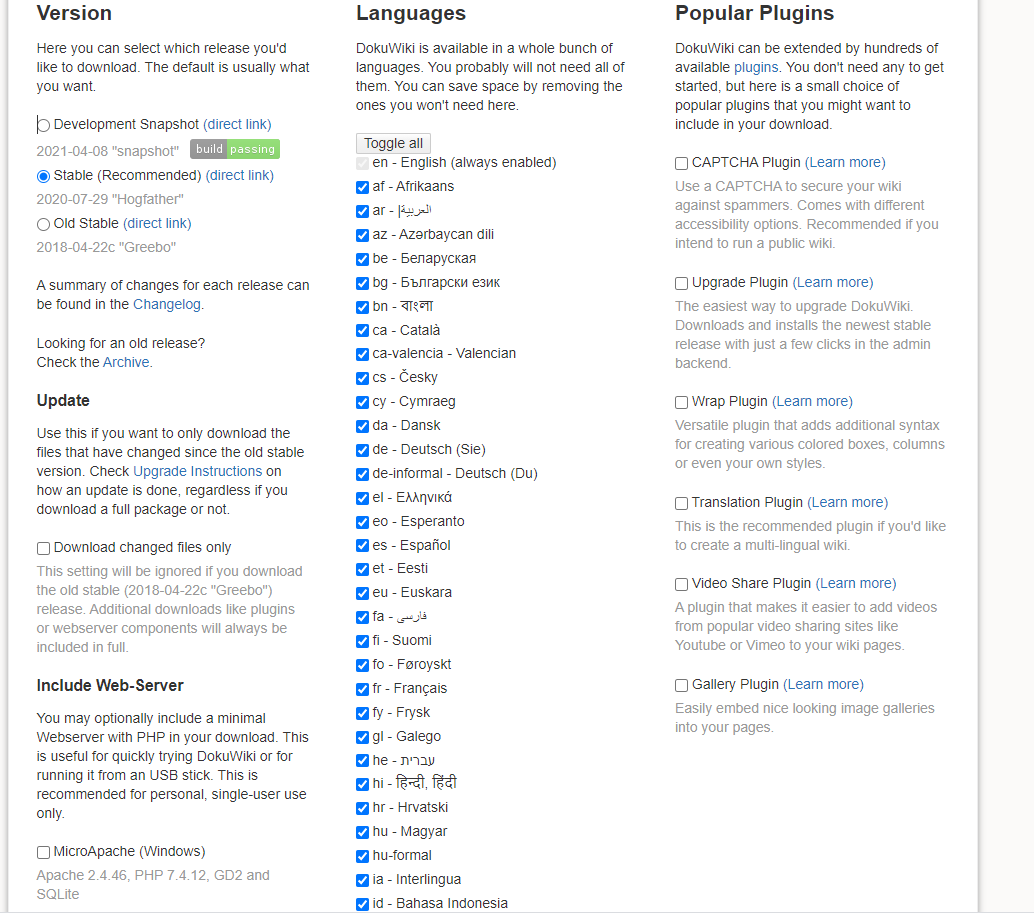 Version
Here you can select which release you'd
like to download. The default is usually what
you want.
Development Snapshot (direct link)
2021-04-08 "snapshot" build passing
Stable (Recommended) (direct link)
2020-07-29 "Hogfather"
Old Stable (direct link)
2018-04-22c "Greebo"
A summary of changes for each release can
be found in the Changelog.
Looking for an old release?
Check the Archive.
Update
Use this if you want to only download the
files that have changed since the old stable
version. Check Upgrade Instructions on
how an update is done, regardless if you
download a full package or not.
Download changed files only
This setting will be ignored if you download
the old stable (2018-04-22c "Greebo")
release. Additional downloads like plugins
or webserver components will always be
included in full.
Include Web-Server
You may optionally include a minimal
Webserver with PHP in your download. This
is useful for quickly trying DokuWiki or for
running it from an USB stick. This is
recommended for personal, single-user use
only.
MicroApache (Windows)
Apache 2.4.46, PHP 7.4.12, GD2 and
SQLite
Languages
DokuWiki is available in a whole bunch of
languages. You probably will not need all of
them. You can save space by removing the
ones you won't need here.
Toggle all
en - English (always enabled)
af - Afrikaans
ar - العربية|
az - Azərbaycan dili
be - Беларуская
bg - Български език
bn - বাংলা
ca - Català
ca-valencia - Valencian
cs - Česky
cy - Cymraeg
da - Dansk
de - Deutsch (Sie)
de-informal - Deutsch (Du)
el - Ελληνικά
eo - Esperanto
es - Español
et - Eesti
eu - Euskara
fa - فارسی
fi - Suomi
fo - Føroyskt
fr - Français
fy - Frysk
gl - Galego
he - עברית
hi - हिन्दी, हिंदी
hr - Hrvatski
hu - Magyar
hu-formal
ia - Interlingua
id - Bahasa Indonesia
Popular Plugins
DokuWiki can be extended by hundreds of
available plugins. You don't need any to get
started, but here is a small choice of
popular plugins that you might want to
include in your download.
CAPTCHA Plugin (Learn more)
Use a CAPTCHA to secure your wiki
against spammers. Comes with different
accessibility options. Recommended if you
intend to run a public wiki.
Upgrade Plugin (Learn more)
The easiest way to upgrade DokuWiki.
Downloads and installs the newest stable
release with just a few clicks in the admin
backend.
Wrap Plugin (Learn more)
Versatile plugin that adds additional syntax
for creating various colored boxes, columns
or even your own styles.
Translation Plugin (Learn more)
This is the recommended plugin if you'd like
to create a multi-lingual wiki.
Video Share Plugin (Learn more)
A plugin that makes it easier to add videos
from popular video sharing sites like
Youtube or Vimeo to your wiki pages.
Gallery Plugin (Learn more)
Easily embed nice looking image galleries
into your pages.